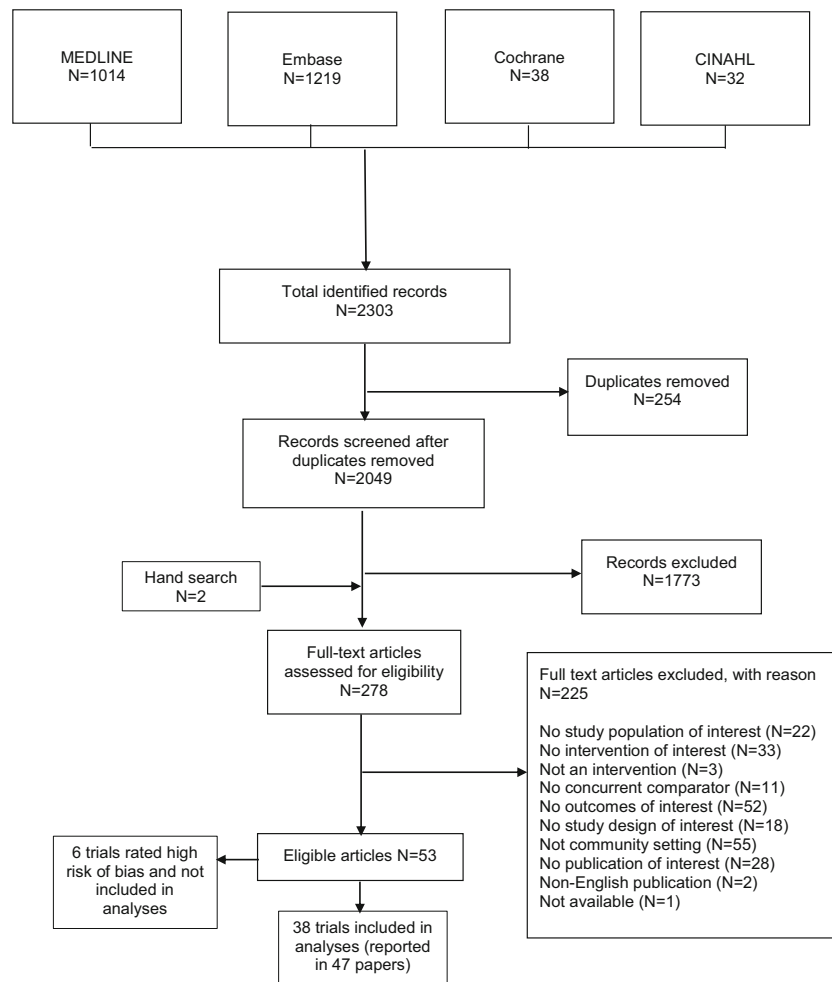 MEDLINE
N=1014
Embase
N=1219
Cochrane
N=38
CINAHL
N=32
Total identified records
N=2303
Duplicates removed
N=254
Records screened after
duplicates removed
N=2049
Hand search
N=2
Records excluded
N=1773
Full-text articles
assessed for eligibility
N=278
Full text articles excluded, with reason
N=225
No study population of interest (N=22)
No intervention of interest (N=33)
Not an intervention (N=3)
No concurrent comparator (N=11)
No outcomes of interest (N=52)
No study design of interest (N=18)
Not community setting (N=55)
No publication of interest (N=28)
Non-English publication (N=2)
Not available (N=1)
6 trials rated high
risk of bias and not
included in
analyses
Eligible articles N=53
38 trials included in
analyses (reported
in 47 papers)